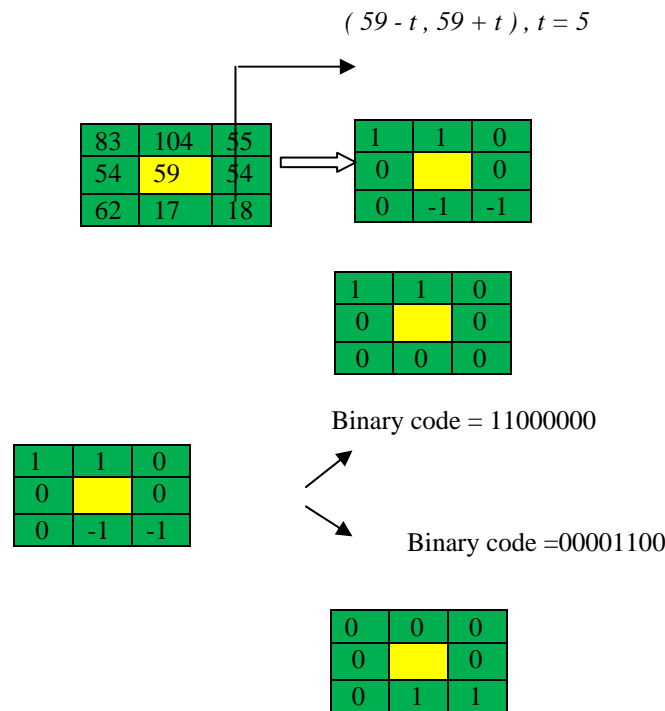 ( 59 - t , 59 + t ) , t = 5
83 104 55
54 59 54
62 17 18
1 1 0
0 0
0 -1 -1
1 1 0
0 0
0 0 0
Binary code = 11000000
1 1 0
0 0
0 -1 -1
Binary code =00001100
0 0 0
0 0
0 1 1